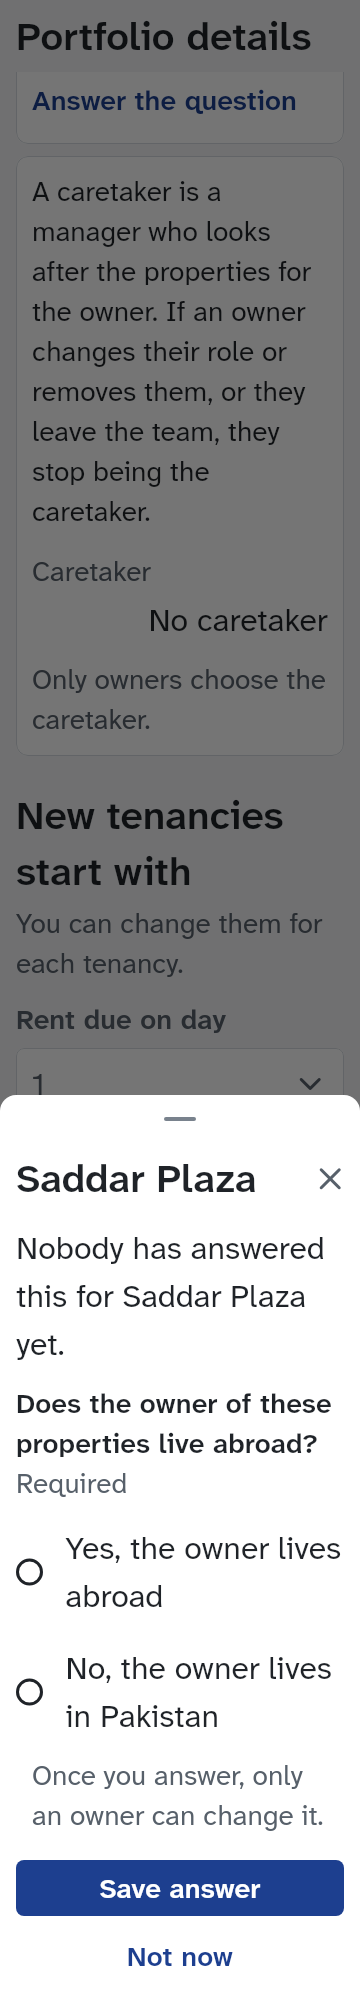 Portfolio details
Answer the question
A caretaker is a
manager who looks
after the properties for
the owner. If an owner
changes their role or
removes them, or they
leave the team, they
stop being the
caretaker.
Caretaker
No caretaker
Only owners choose the
caretaker.
New tenancies
start with
You can change them for
each tenancy.
Rent due on day
1
Saddar Plaza
Nobody has answered
this for Saddar Plaza
yet.
Does the owner of these
properties live abroad?
Required
Yes, the owner lives
abroad
No, the owner lives
in Pakistan
Once you answer, only
an owner can change it.
Save answer
Not now